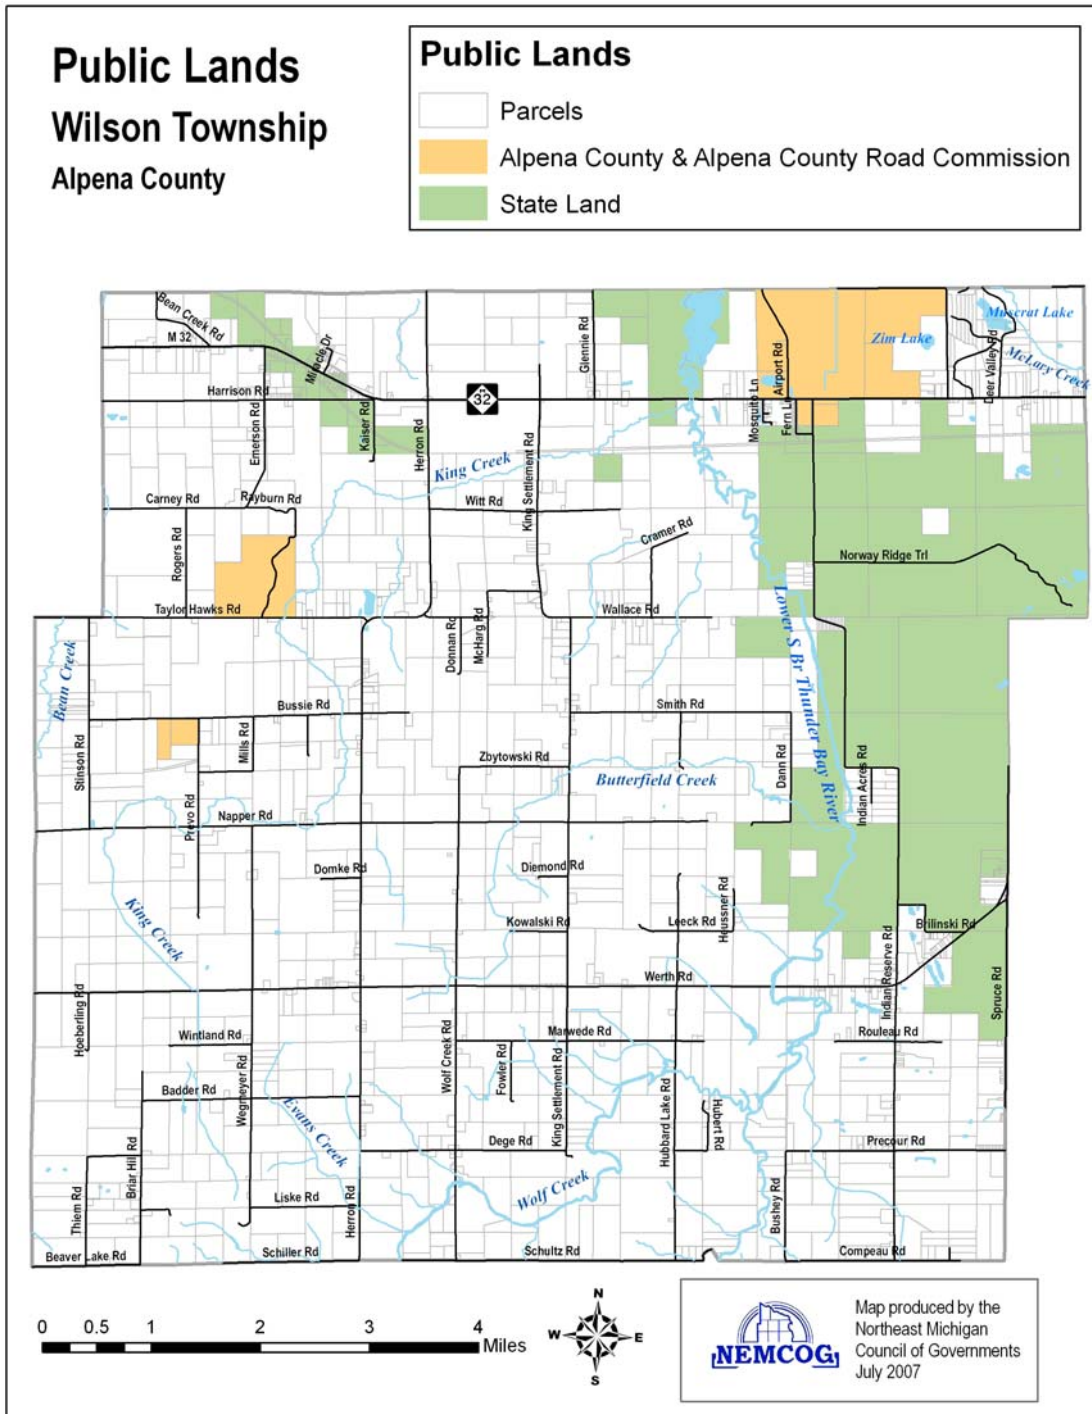 Public Lands
Wilson Township
Alpena County
Public Lands
Parcels
Alpena County & Alpena County Road Commission
State Land
Bean Creek Rd
M 32
Miracle Dr
Glennie Rd
Airport Rd
Zim Lake
Muscrat Lake
McLary Creek
Deer Valley Rd
Harrison Rd
32
Emerson Rd
Kaiser Rd
Herron Rd
King Settlement Rd
Mosquito Ln
Fern Ln
King Creek
Carney Rd
Rayburn Rd
Witt Rd
Cramer Rd
Rogers Rd
Norway Ridge Trl
Taylor Hawks Rd
Wallace Rd
Donnan Rd
McHarg Rd
Lower S Br Thunder Bay River
Bean Creek
Bussie Rd
Smith Rd
Stinson Rd
Mills Rd
Zbytowski Rd
Butterfield Creek
Dann Rd
Indian Acres Rd
Prevo Rd
Napper Rd
Domke Rd
Diemond Rd
King Creek
Kowalski Rd
Leeck Rd
Heussner Rd
Brilinski Rd
Werth Rd
Indian Reserve Rd
Spruce Rd
Hoeberling Rd
Wintland Rd
Wolf Creek Rd
Marwede Rd
Rouleau Rd
Badder Rd
Wegmeyer Rd
Evans Creek
Fowler Rd
King Settlement Rd
Hubbard Lake Rd
Hubert Rd
Dege Rd
Precour Rd
Briar Hill Rd
Thiem Rd
Liske Rd
Herron Rd
Wolf Creek
Bushey Rd
Beaver Lake Rd
Schiller Rd
Schultz Rd
Compeau Rd
0 0.5 1 2 3 4
Miles
N
W E
S
NEMCOG
Map produced by the
Northeast Michigan
Council of Governments
July 2007